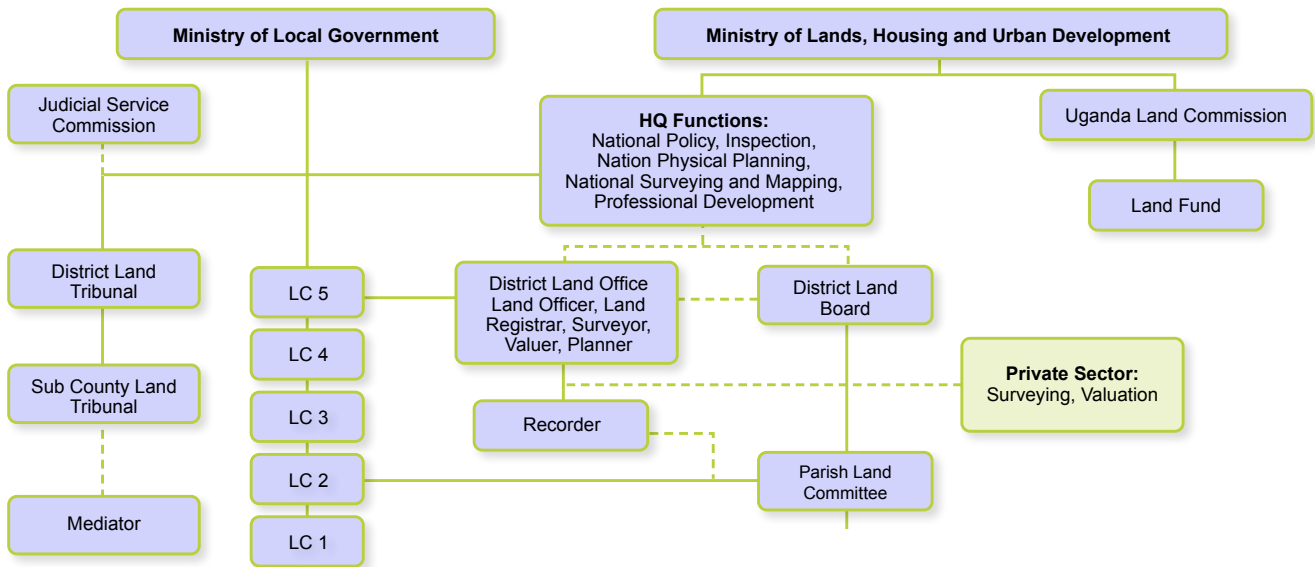 Ministry of Local Government
Ministry of Lands, Housing and Urban Development
Judicial Service
Commission
HQ Functions:
National Policy, Inspection,
Nation Physical Planning,
National Surveying and Mapping,
Professional Development
Uganda Land Commission
Land Fund
District Land
Tribunal
LC 5
District Land Office
Land Officer, Land
Registrar, Surveyor,
Valuer, Planner
District Land
Board
LC 4
Sub County Land
Tribunal
Private Sector:
Surveying, Valuation
LC 3
Recorder
LC 2
Parish Land
Committee
Mediator
LC 1